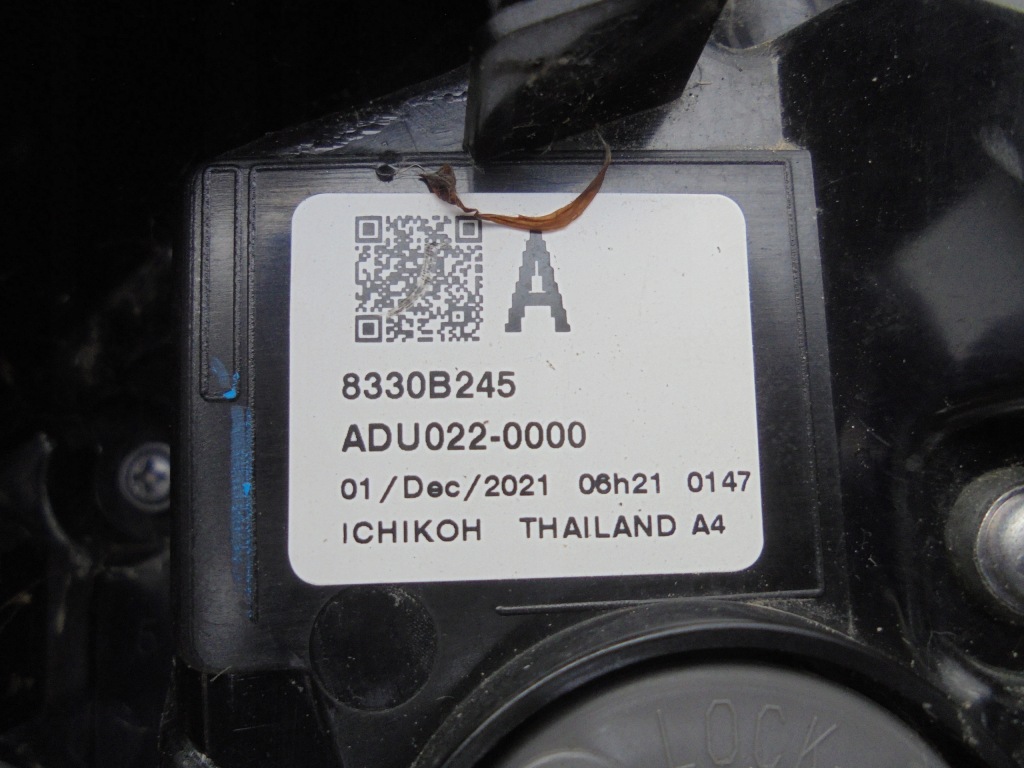 A
8330B245
ADU022-0000
01/Dec/2021 06h21 0147
ICHIKOH THAILAND A4
LOCK